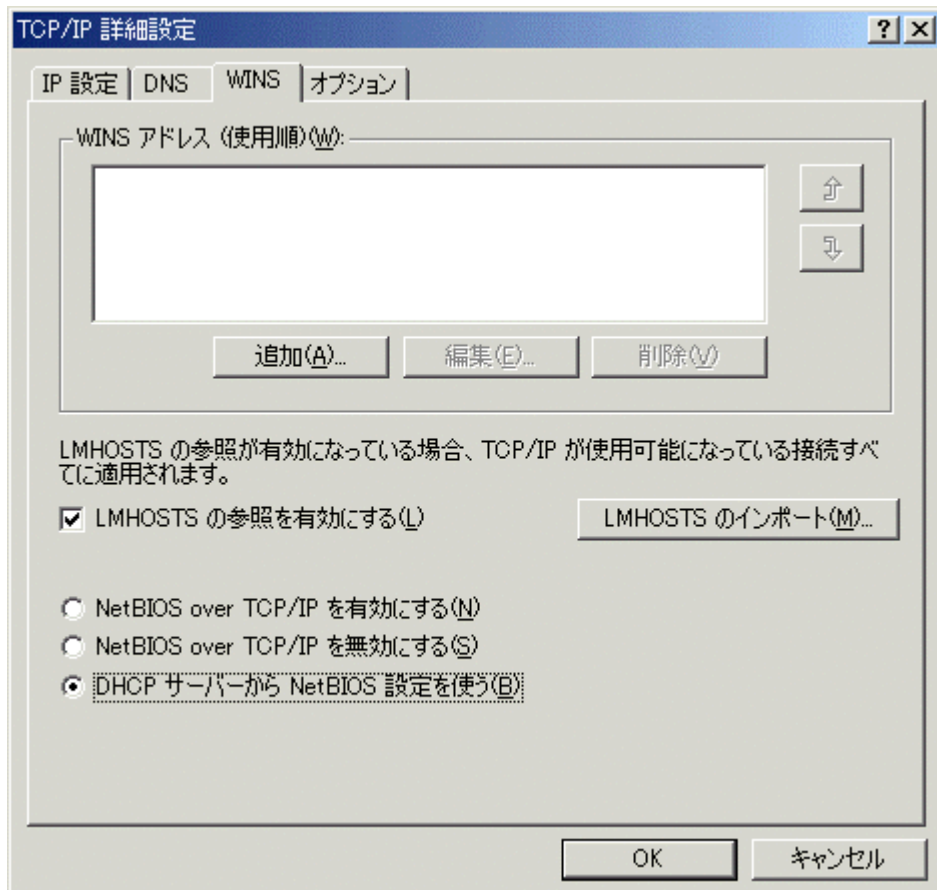 TCP/IP 詳細設定
IP 設定 DNS WINS オプション
WINS アドレス (使用順)(W):
追加(A)... 編集(E)... 削除(V)
LMHOSTS の参照が有効になっている場合、TCP/IP が使用可能になっている接続すべ
てに適用されます。
LMHOSTS の参照を有効にする(L) LMHOSTS のインポート(M)...
NetBIOS over TCP/IP を有効にする(N)
NetBIOS over TCP/IP を無効にする(S)
DHCP サーバーから NetBIOS 設定を使う(B)
OK キャンセル